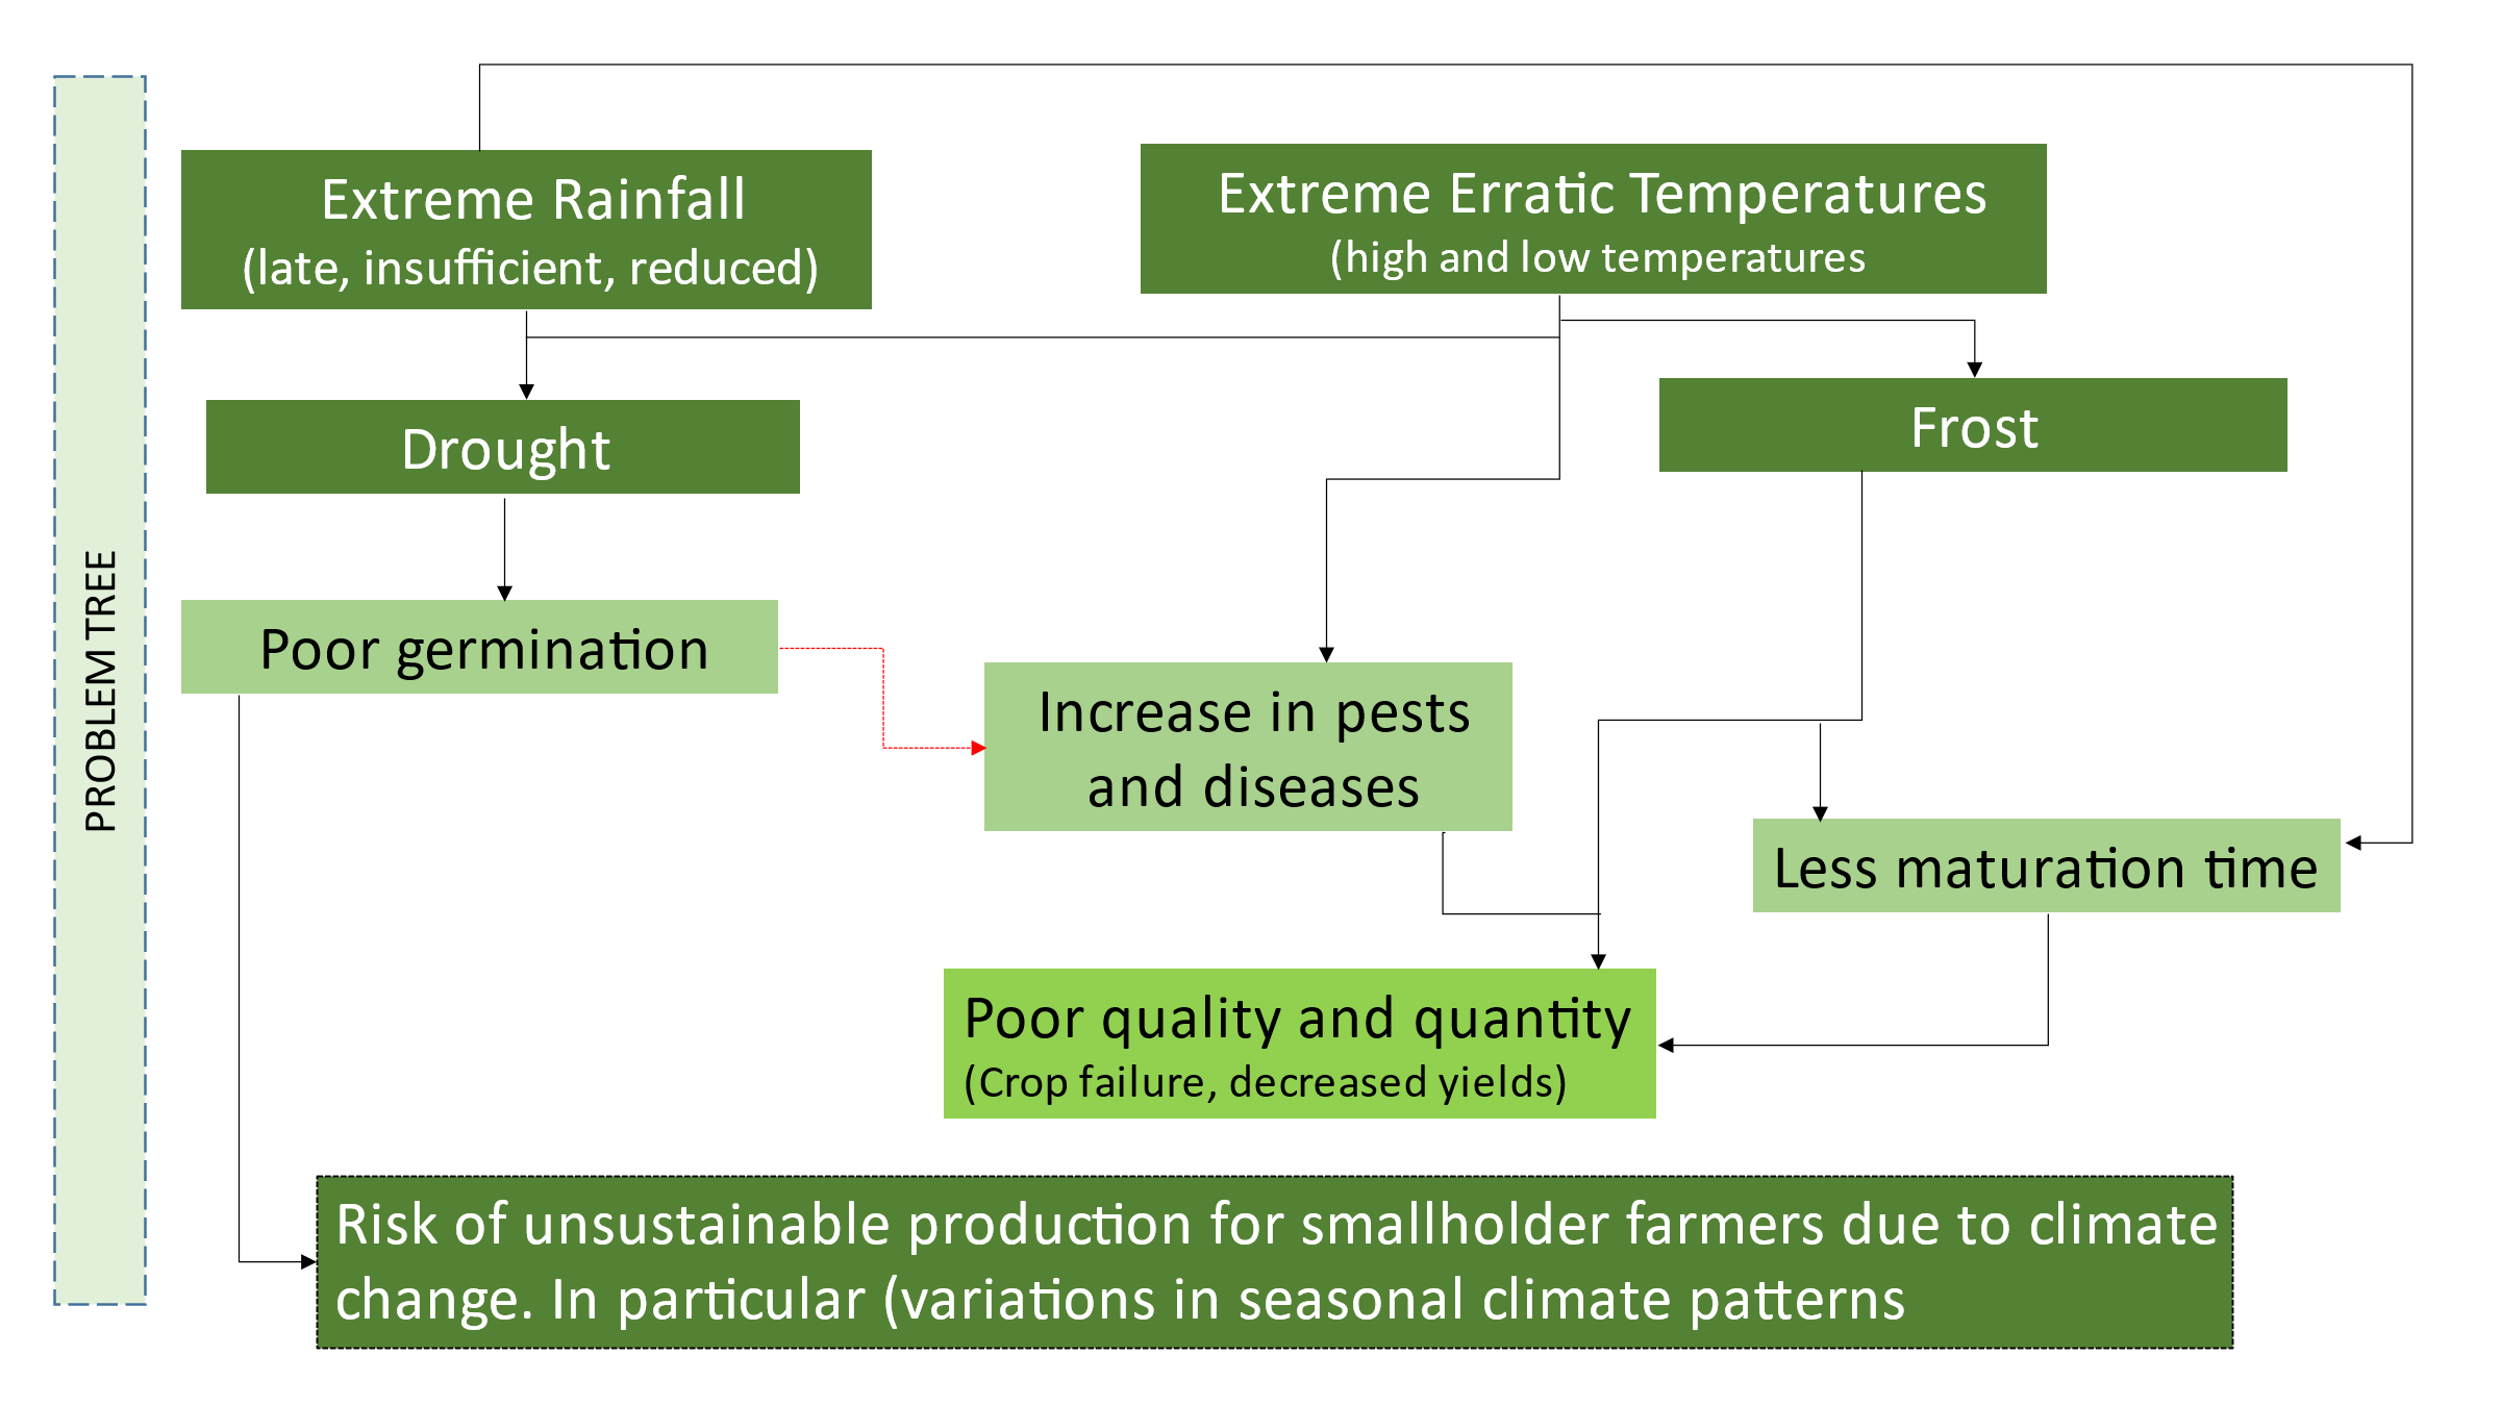 PROBLEM TREE
Extreme Rainfall
(late, insufficient, reduced)
Extreme Erratic Temperatures
(high and low temperatures
Drought
Frost
Poor germination
Increase in pests
and diseases
Less maturation time
Poor quality and quantity
(Crop failure, decreased yields)
Risk of unsustainable production for smallholder farmers due to climate
change. In particular (variations in seasonal climate patterns